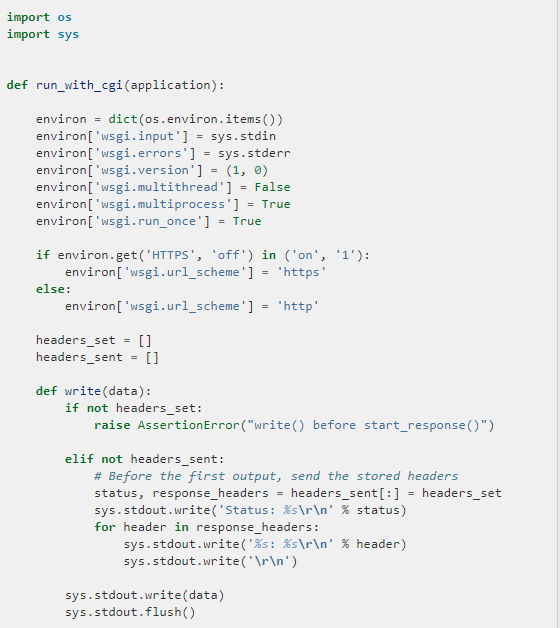 import os
import sys
def run_with_cgi(application):
    environ = dict(os.environ.items())
    environ['wsgi.input'] = sys.stdin
    environ['wsgi.errors'] = sys.stderr
    environ['wsgi.version'] = (1, 0)
    environ['wsgi.multithread'] = False
    environ['wsgi.multiprocess'] = True
    environ['wsgi.run_once'] = True
    if environ.get('HTTPS', 'off') in ('on', '1'):
        environ['wsgi.url_scheme'] = 'https'
    else:
        environ['wsgi.url_scheme'] = 'http'
    headers_set = []
    headers_sent = []
    def write(data):
        if not headers_set:
            raise AssertionError("write() before start_response()")
        elif not headers_sent:
            # Before the first output, send the stored headers
            status, response_headers = headers_sent[:] = headers_set
            sys.stdout.write('Status: %s\r\n' % status)
            for header in response_headers:
                sys.stdout.write('%s: %s\r\n' % header)
                sys.stdout.write('\r\n')
        sys.stdout.write(data)
        sys.stdout.flush()